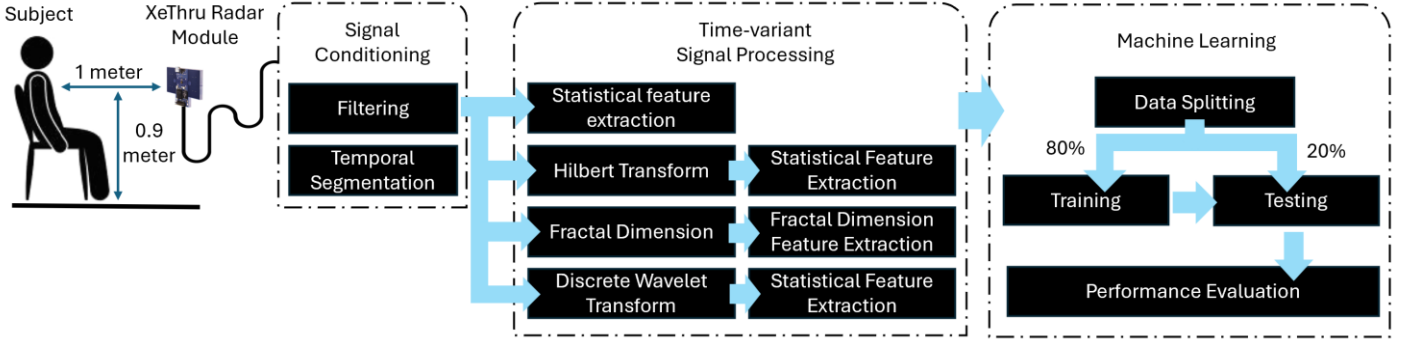 Subject
XeThru Radar
Module
1 meter
0.9
meter
Signal
Conditioning
Filtering
Temporal
Segmentation
Time-variant
Signal Processing
Statistical feature
extraction
Hilbert Transform
Statistical Feature
Extraction
Fractal Dimension
Fractal Dimension
Feature Extraction
Discrete Wavelet
Transform
Statistical Feature
Extraction
Machine Learning
Data Splitting
80%
20%
Training
Testing
Performance Evaluation